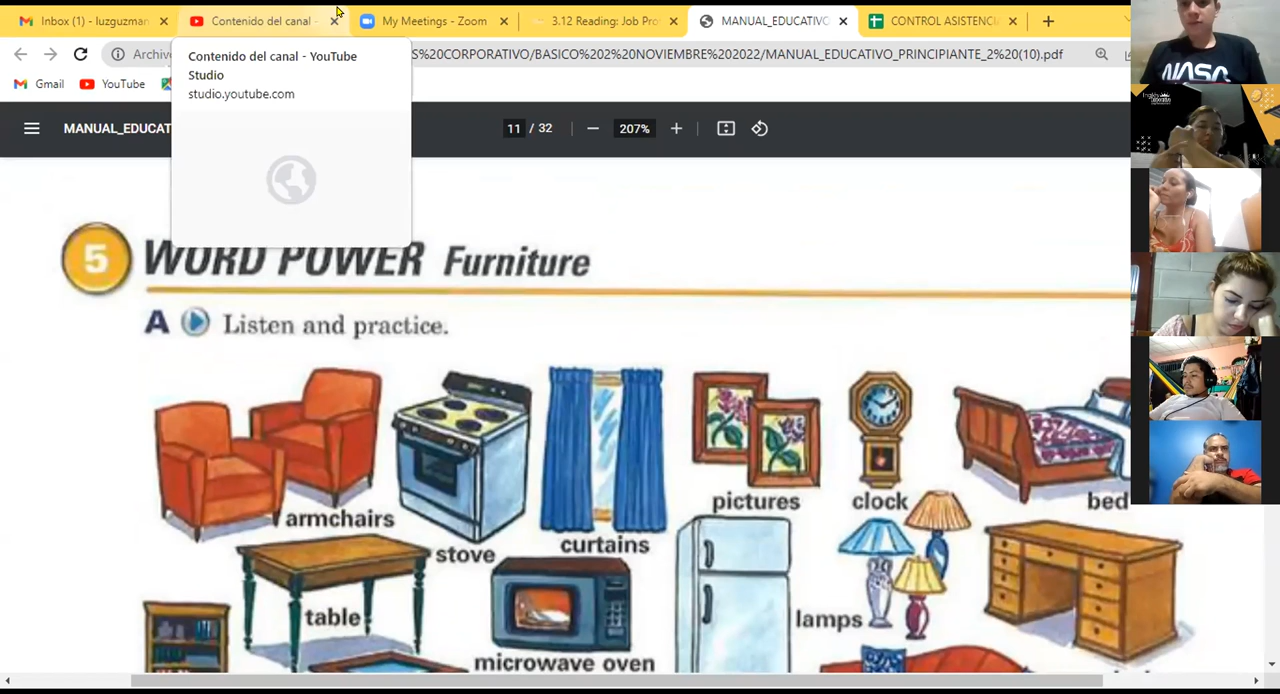 Inbox (1) - luzguzman
Contenido del canal -
My Meetings - Zoom
3.12 Reading: Job Pro
MANUAL_EDUCATIVO
CONTROL ASISTENCI
Archivo
S%20CORPORATIVO/BASICO%202%20NOVIEMBRE%202022/MANUAL_EDUCATIVO_PRINCIPIANTE_2%20(10).pdf
Contenido del canal - YouTube
Studio
studio.youtube.com
Gmail
YouTube
MANUAL_EDUCAT
11 / 32
207%
NASA
5 WORD POWER Furniture
A Listen and practice.
armchairs
stove
curtains
pictures
clock
bed
table
microwave oven
lamps